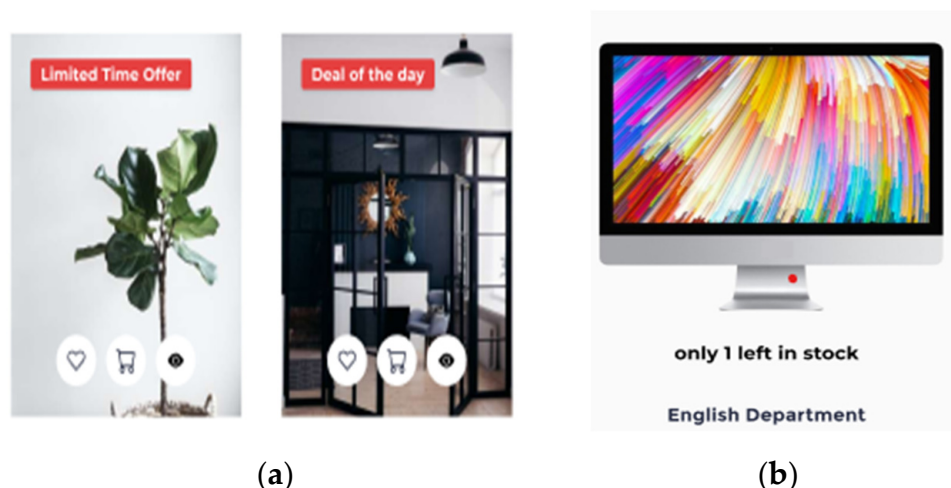 Limited Time Offer
Deal of the day
only 1 left in stock
English Department
(a)
(b)